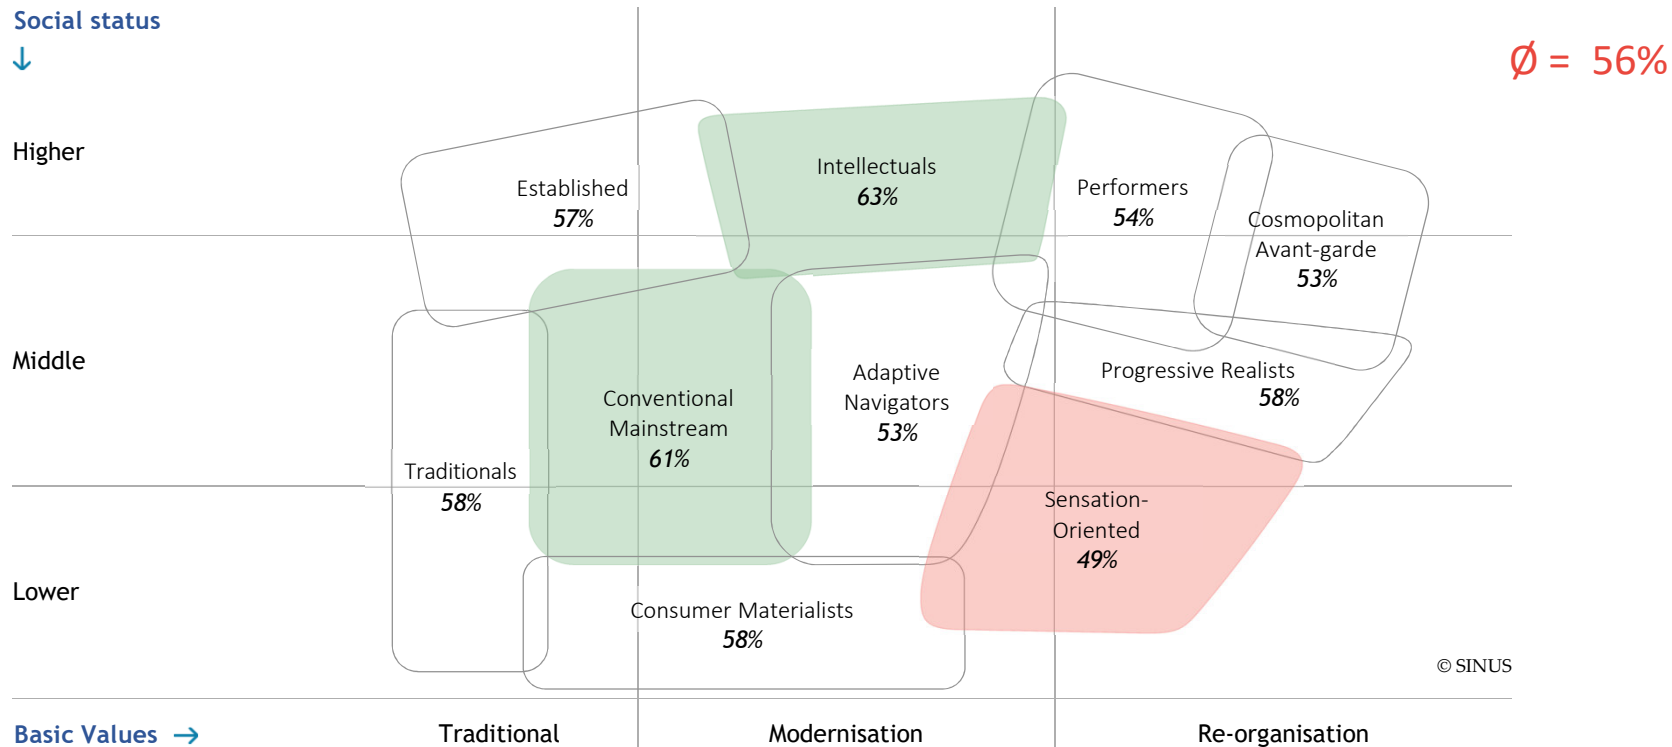 Social status
↓
Ø = 56%
Higher
Established
57%
Intellectuals
63%
Performers
54%
Cosmopolitan
Avant-garde
53%
Middle
Traditionals
58%
Conventional
Mainstream
61%
Adaptive
Navigators
53%
Progressive Realists
58%
Sensation-
Oriented
49%
Lower
Consumer Materialists
58%
© SINUS
Basic Values →
Traditional
Modernisation
Re-organisation